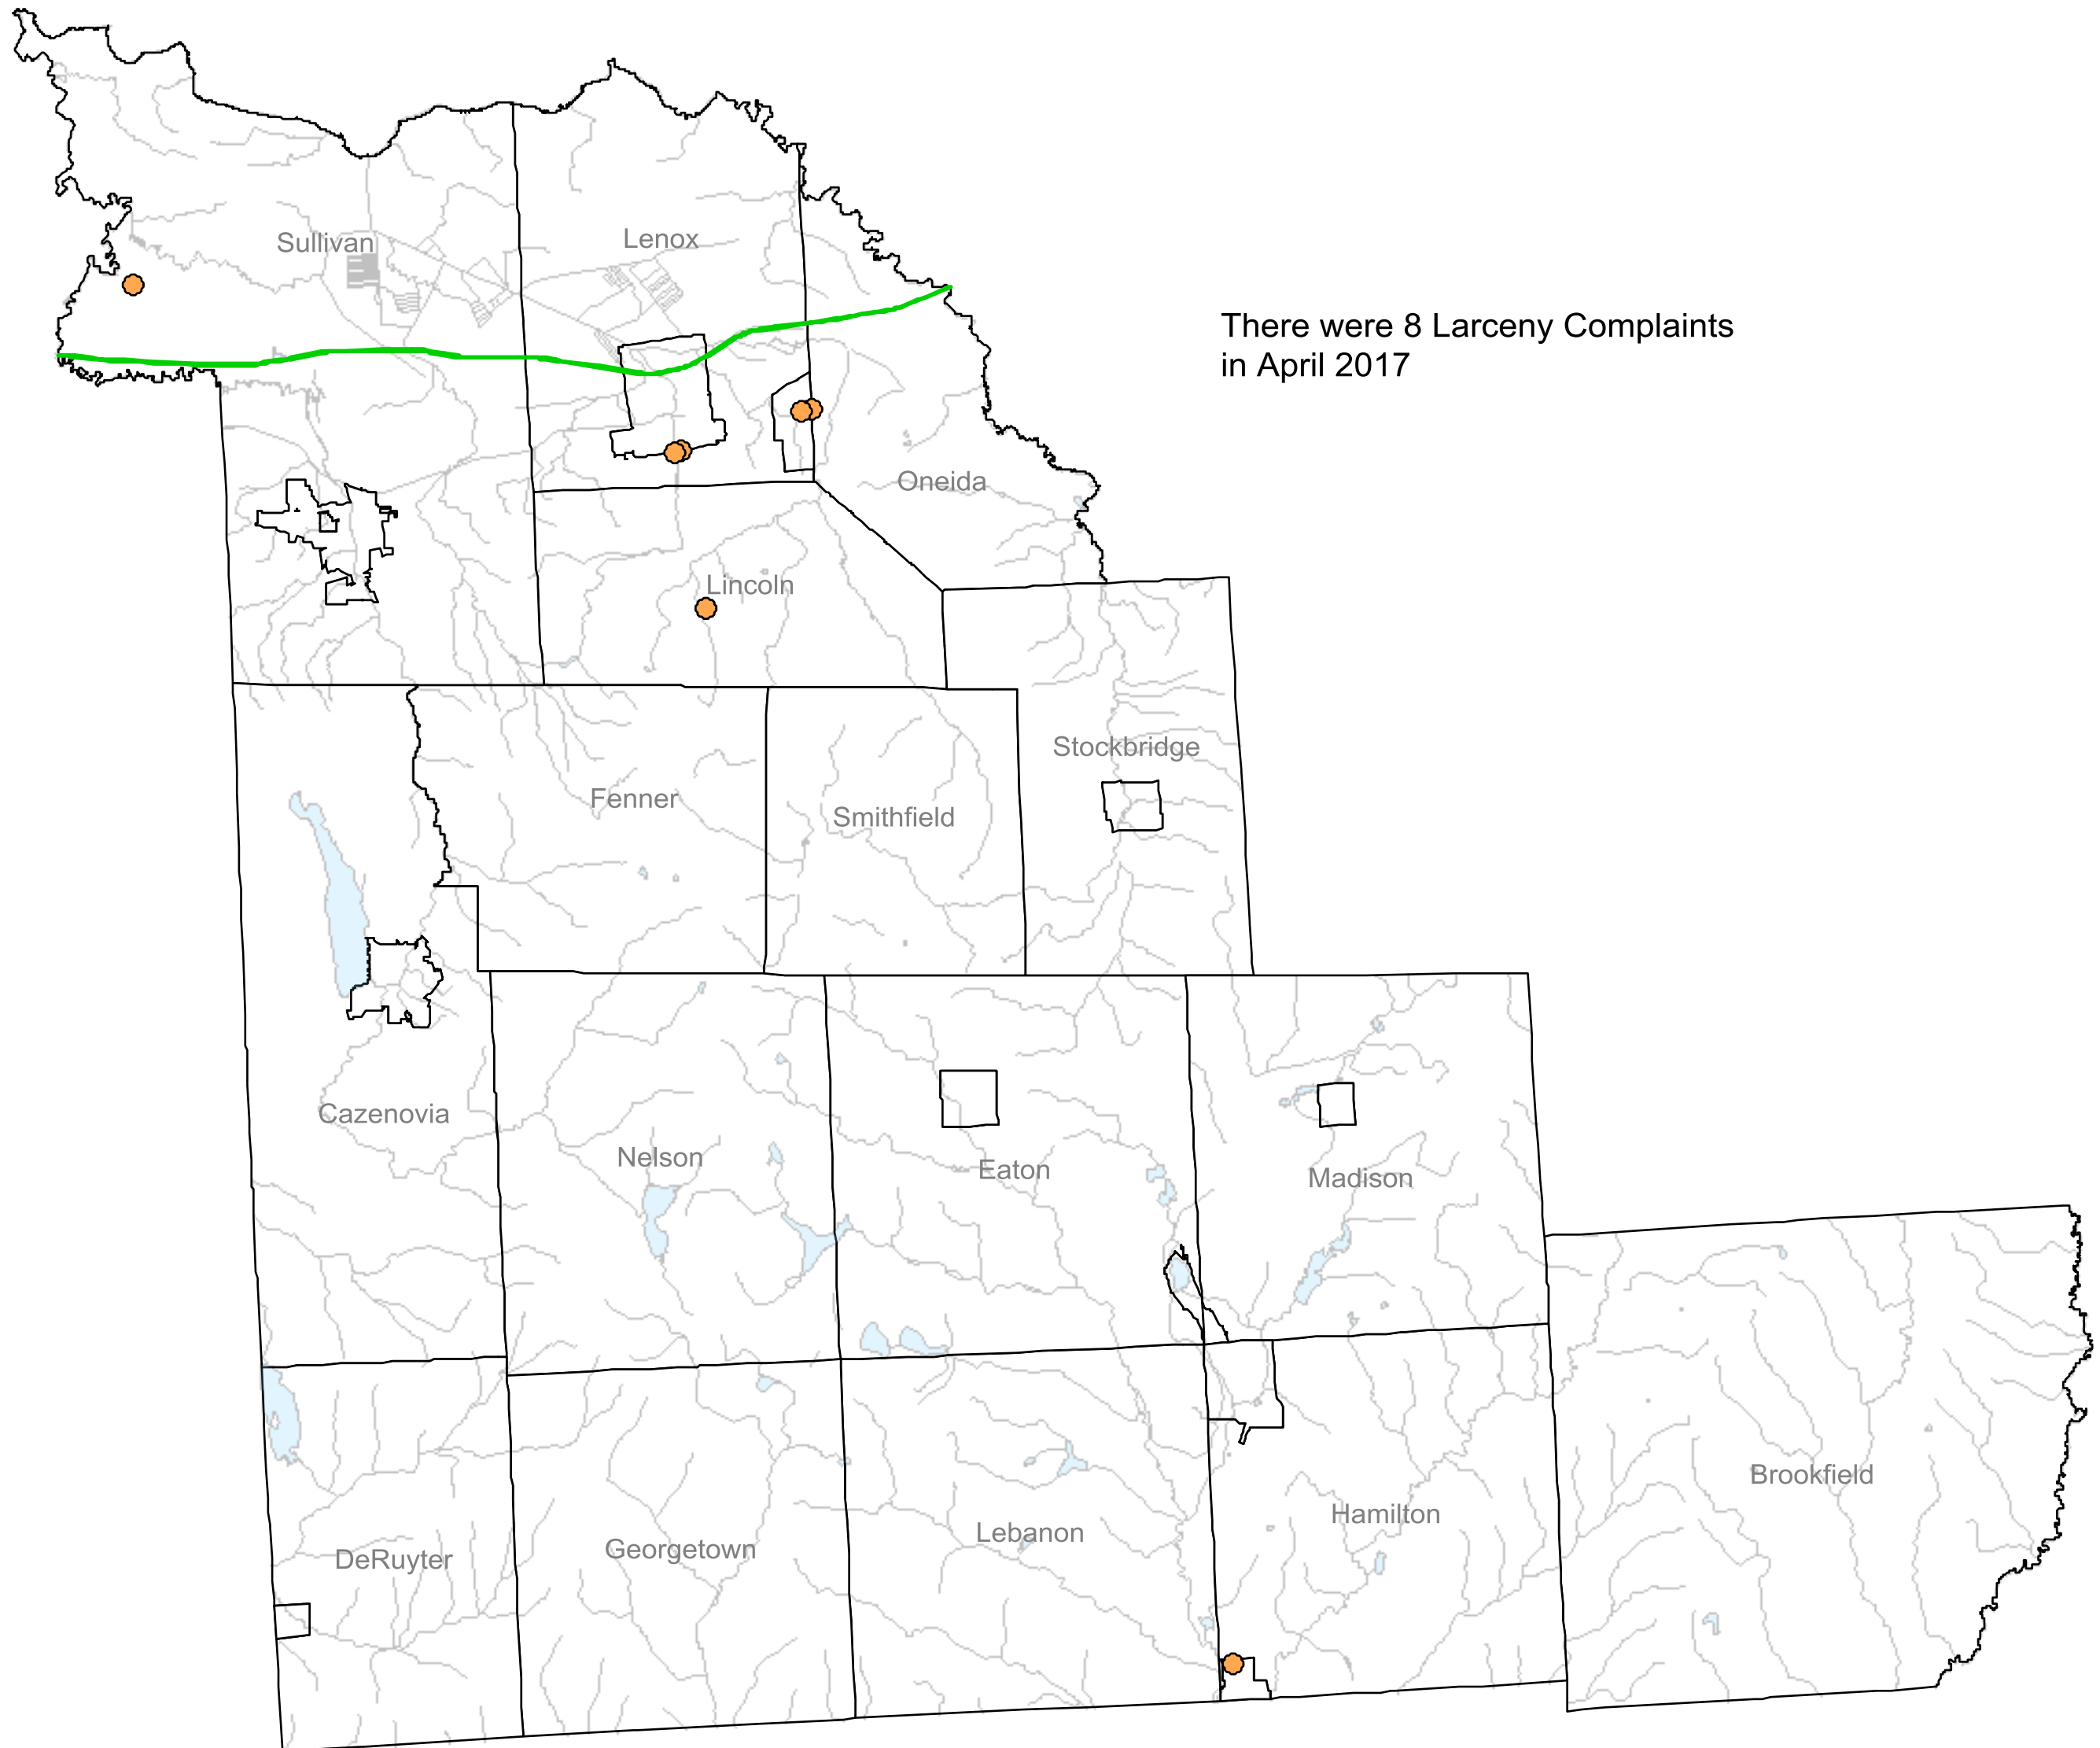 Sullivan
Lenox
There were 8 Larceny Complaints
in April 2017
Oneida
Lincoln
Stockbridge
Fenner
Smithfield
Cazenovia
Nelson
Eaton
Madison
Brookfield
Hamilton
Lebanon
Georgetown
DeRuyter